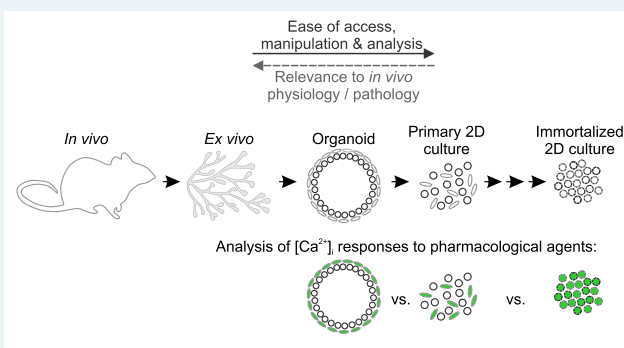 Ease of access,
manipulation & analysis
Relevance to in vivo
physiology / pathology
In vivo
Ex vivo
Organoid
Primary 2D
culture
Immortalized
2D culture
Analysis of [Ca²⁺]ᵢ responses to pharmacological agents:
vs.
vs.